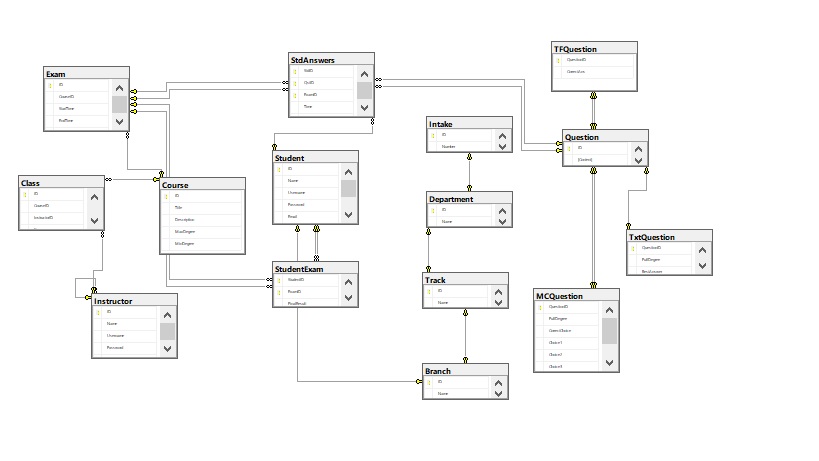 Exam
ID
CourseID
StartTime
EndTime
StdAnswers
StdID
QstID
ExamID
Time
TFQuestion
QuestionID
Intake
ID
Number
Question
ID
Student
ID
Name
Username
Password
Email
Class
ID
CourseID
InstructorID
Course
ID
Title
Description
MaxDegree
MinDegree
Department
ID
Name
TxtQuestion
QuestionID
FullDegree
BestAnswer
StudentExam
StudentID
ExamID
FinalResult
Track
ID
Name
Instructor
ID
Name
Username
Password
MCQuestion
QuestionID
FullDegree
Choice1
Choice2
Choice3
Branch
ID
Name